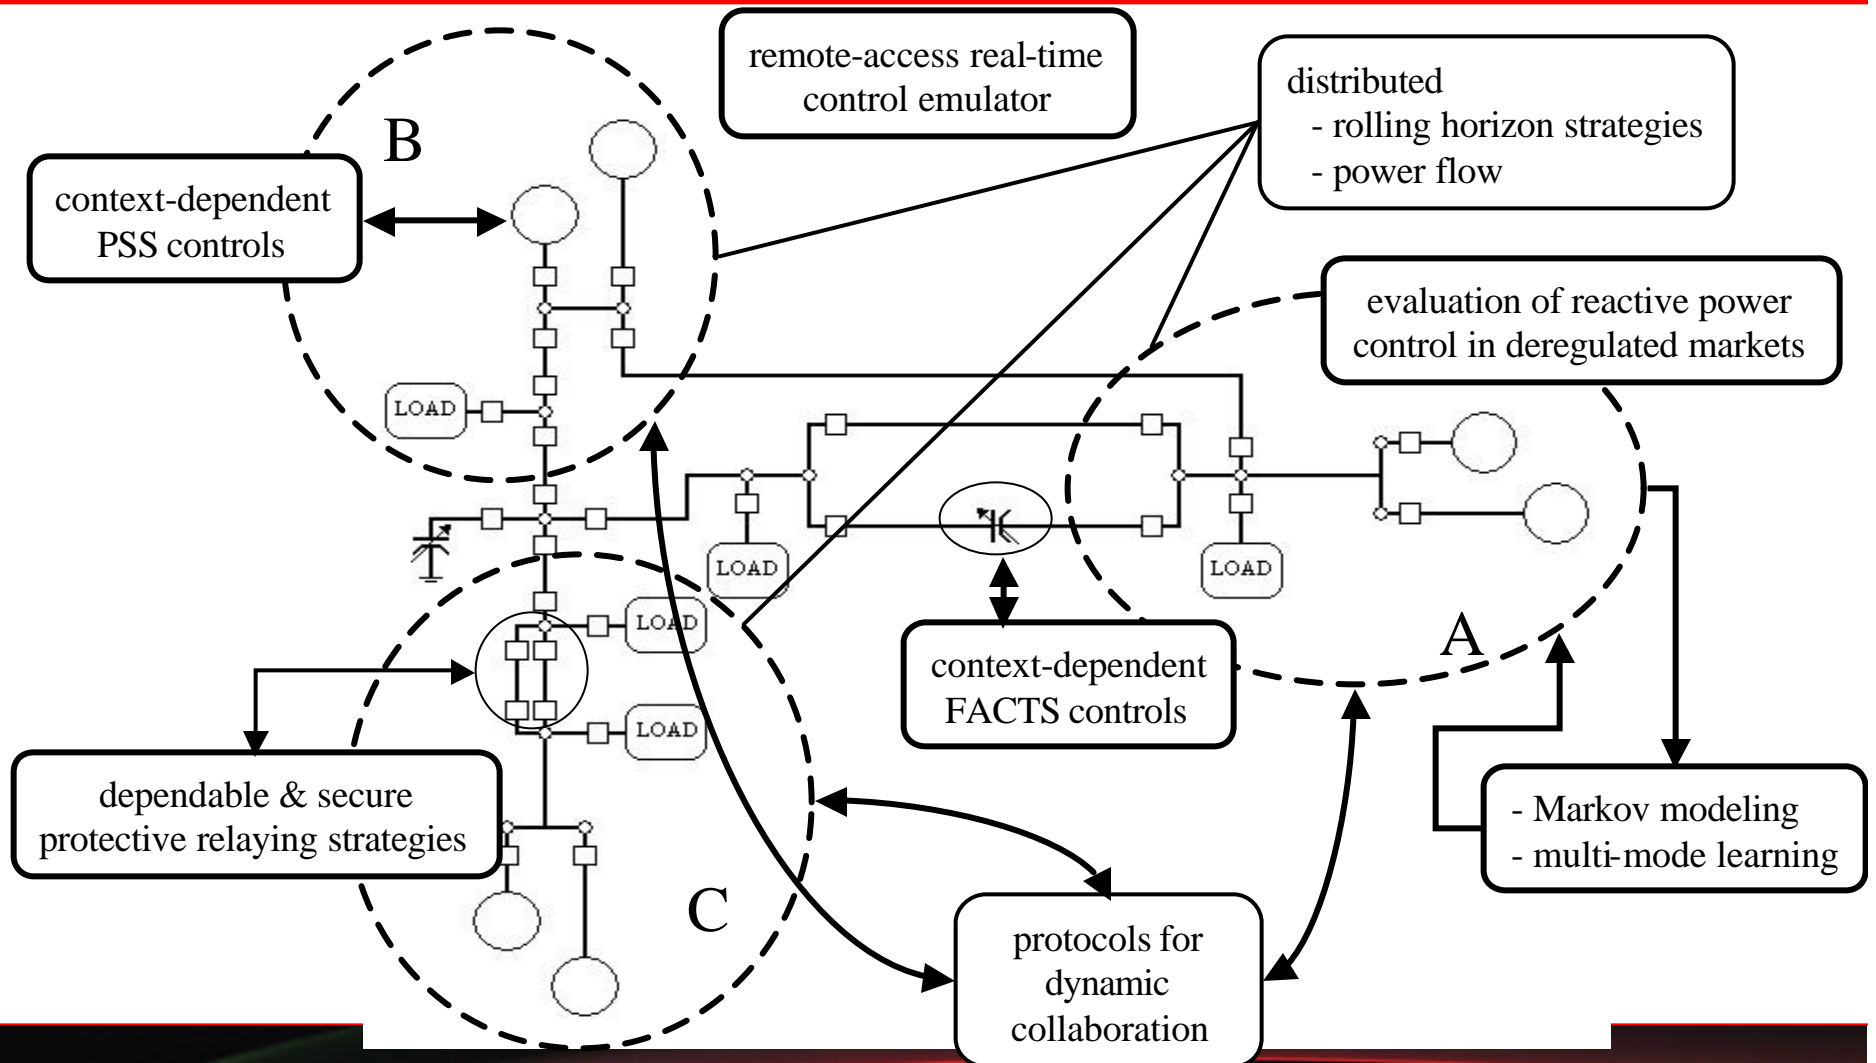 remote-access real-time
control emulator
distributed
- rolling horizon strategies
- power flow
B
context-dependent
PSS controls
evaluation of reactive power
control in deregulated markets
LOAD
LOAD
LOAD
LOAD
A
context-dependent
FACTS controls
LOAD
dependable & secure
protective relaying strategies
- Markov modeling
- multi-mode learning
C
protocols for
dynamic
collaboration